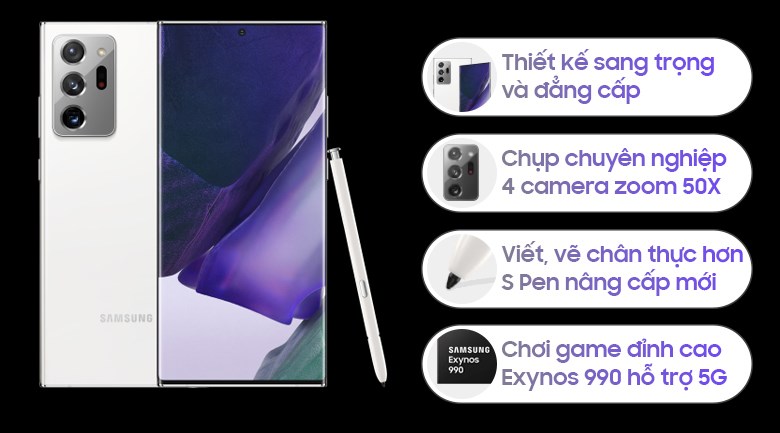 SAMSUNG
Thiết kế sang trọng
và đẳng cấp
Chụp chuyên nghiệp
4 camera zoom 50X
Viết, vẽ chân thực hơn
S Pen nâng cấp mới
SAMSUNG
Exynos
990
Chơi game đỉnh cao
Exynos 990 hỗ trợ 5G